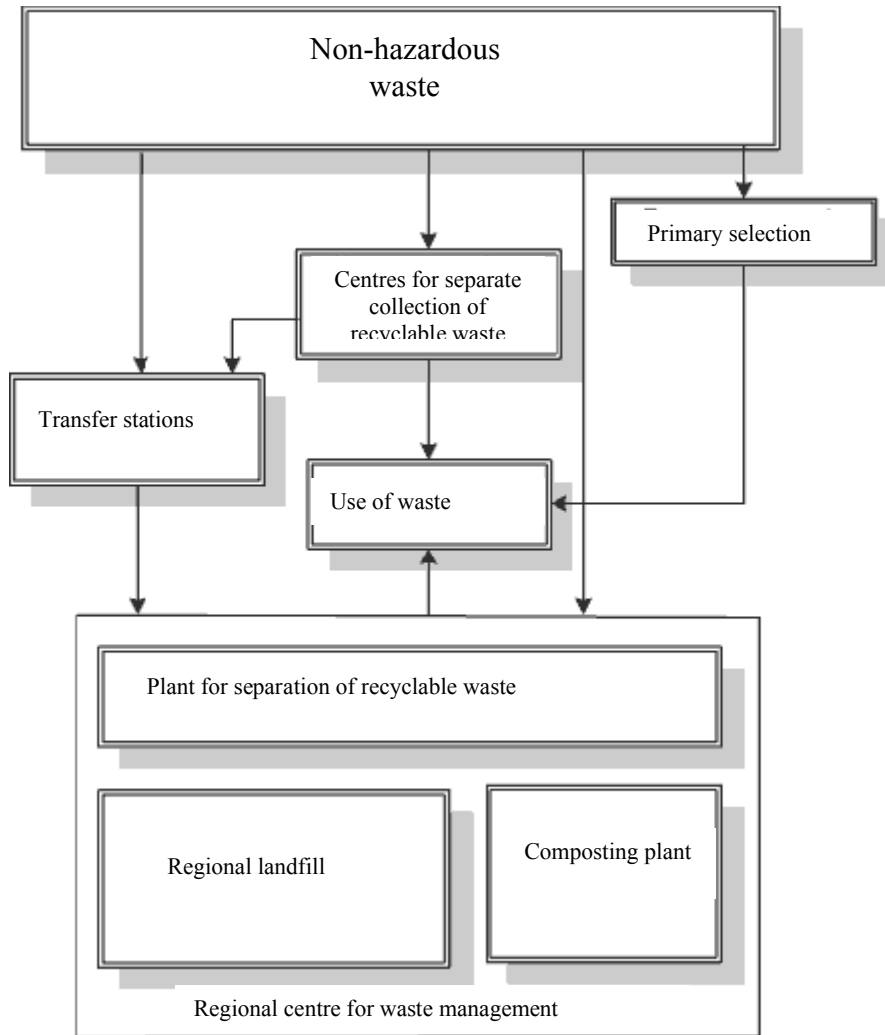 Non-hazardous
waste
Primary selection
Centres for separate
collection of
recyclable waste
Transfer stations
Use of waste
Plant for separation of recyclable waste
Regional landfill
Composting plant
Regional centre for waste management